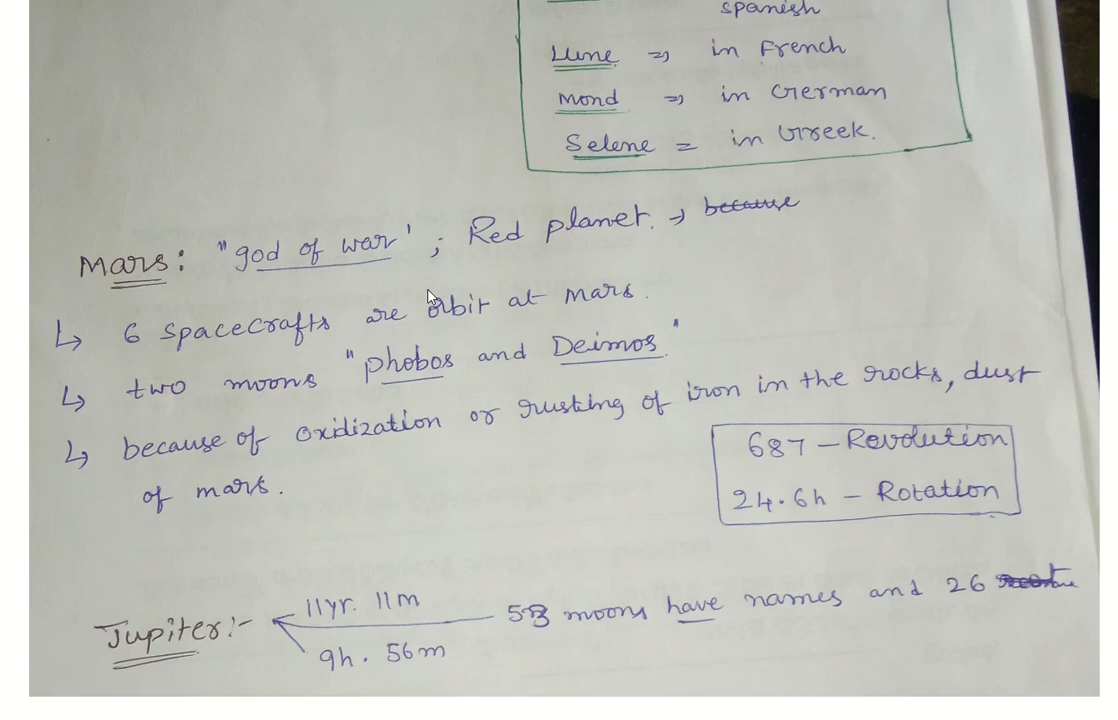 spanish
Lune => in French
Mond => in German
Selene = in Greek.
Mars: "god of war' ; Red planet. → because
↳ 6 spacecrafts are orbit at mars.
↳ two moons "phobos and Deimos"
↳ because of oxidization or rusting of iron in the rocks, dust
of mars.
687 – Revolution
24.6h – Rotation
Jupiter:- 11yr. 11m
9h. 56m
53 moons have names and 26